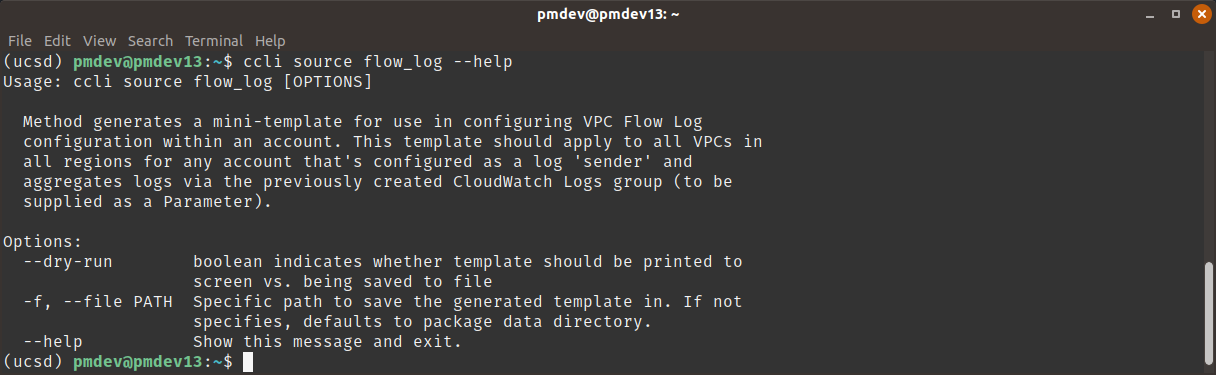 pmdev@pmdev13: ~
File Edit View Search Terminal Help
(ucsd) pmdev@pmdev13:~$ ccli source flow_log --help
Usage: ccli source flow_log [OPTIONS]
Method generates a mini-template for use in configuring VPC Flow Log
configuration within an account. This template should apply to all VPCs in
all regions for any account that's configured as a log 'sender' and
aggregates logs via the previously created CloudWatch Logs group (to be
supplied as a Parameter).
Options:
--dry-run boolean indicates whether template should be printed to
screen vs. being saved to file
-f, --file PATH Specific path to save the generated template in. If not
specifies, defaults to package data directory.
--help Show this message and exit.
(ucsd) pmdev@pmdev13:~$